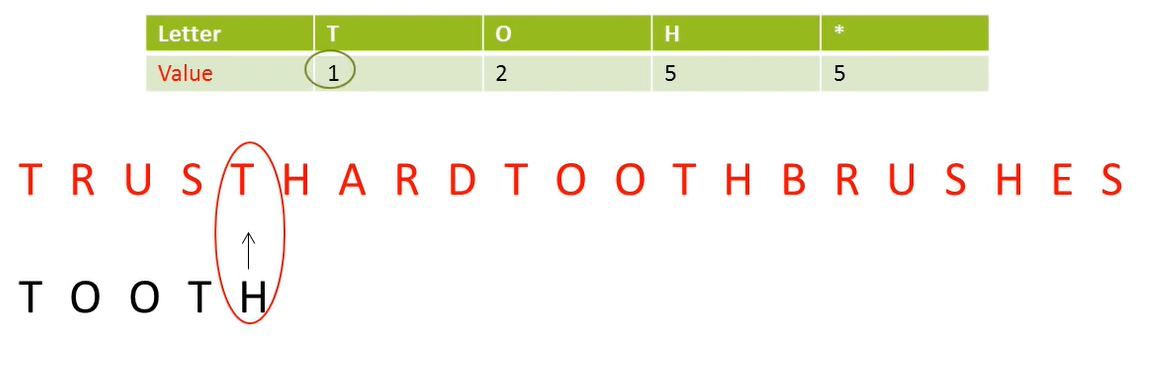 Letter T O H *
Value 1 2 5 5
T R U S T H A R D T O O T H B R U S H E S
T O O T H